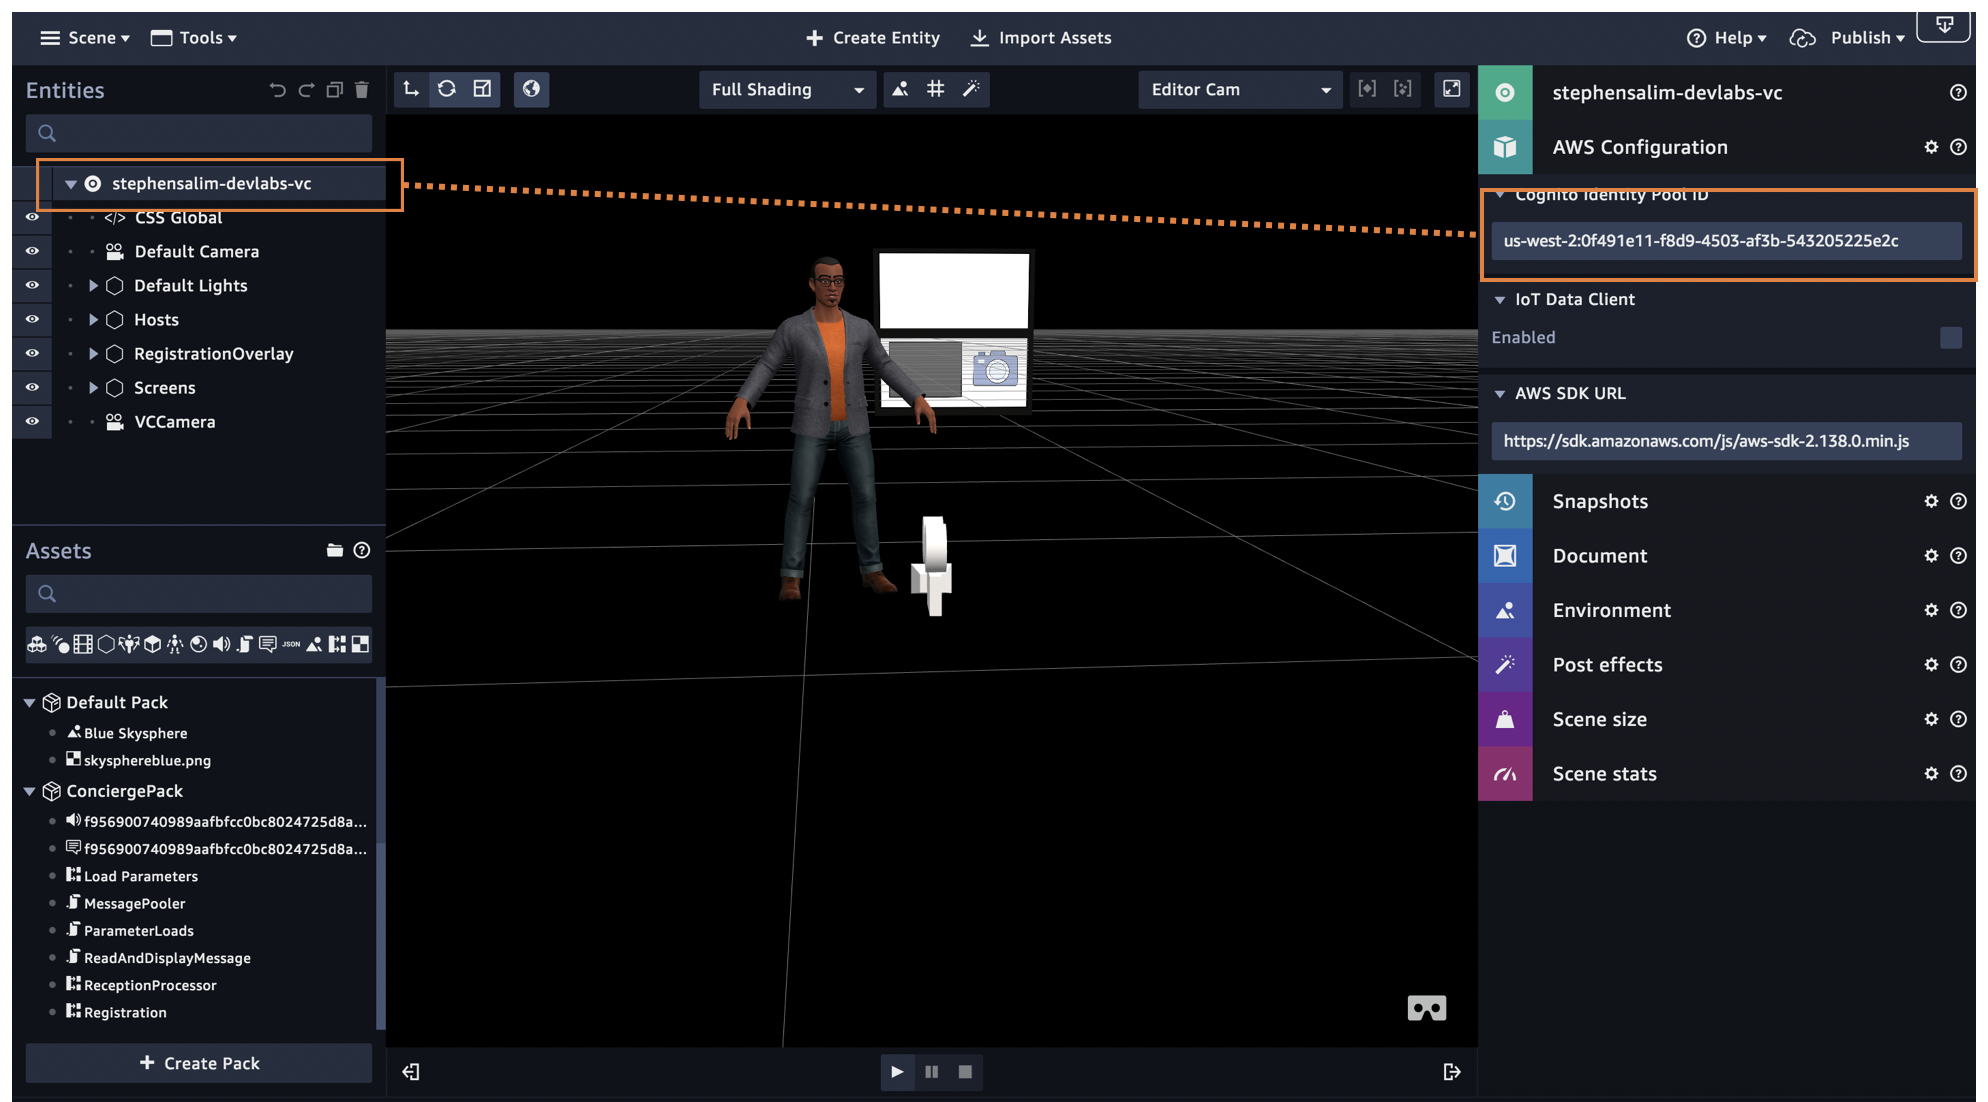 Scene
Tools
Create Entity
Import Assets
Help
Publish
Entities
Full Shading
Editor Cam
stephensalim-devlabs-vc
CSS Global
Default Camera
Default Lights
Hosts
RegistrationOverlay
Screens
VCCamera
Assets
JSON
Default Pack
Blue Skysphere
skysphereblue.png
ConciergePack
f956900740989aafbfcc0bc8024725d8a...
f956900740989aafbfcc0bc8024725d8a...
Load Parameters
MessagePooler
ParameterLoads
ReadAndDisplayMessage
ReceptionProcessor
Registration
Create Pack
stephensalim-devlabs-vc
AWS Configuration
Cognito Identity Pool ID
us-west-2:0f491e11-f8d9-4503-af3b-543205225e2c
IoT Data Client
Enabled
AWS SDK URL
https://sdk.amazonaws.com/js/aws-sdk-2.138.0.min.js
Snapshots
Document
Environment
Post effects
Scene size
Scene stats